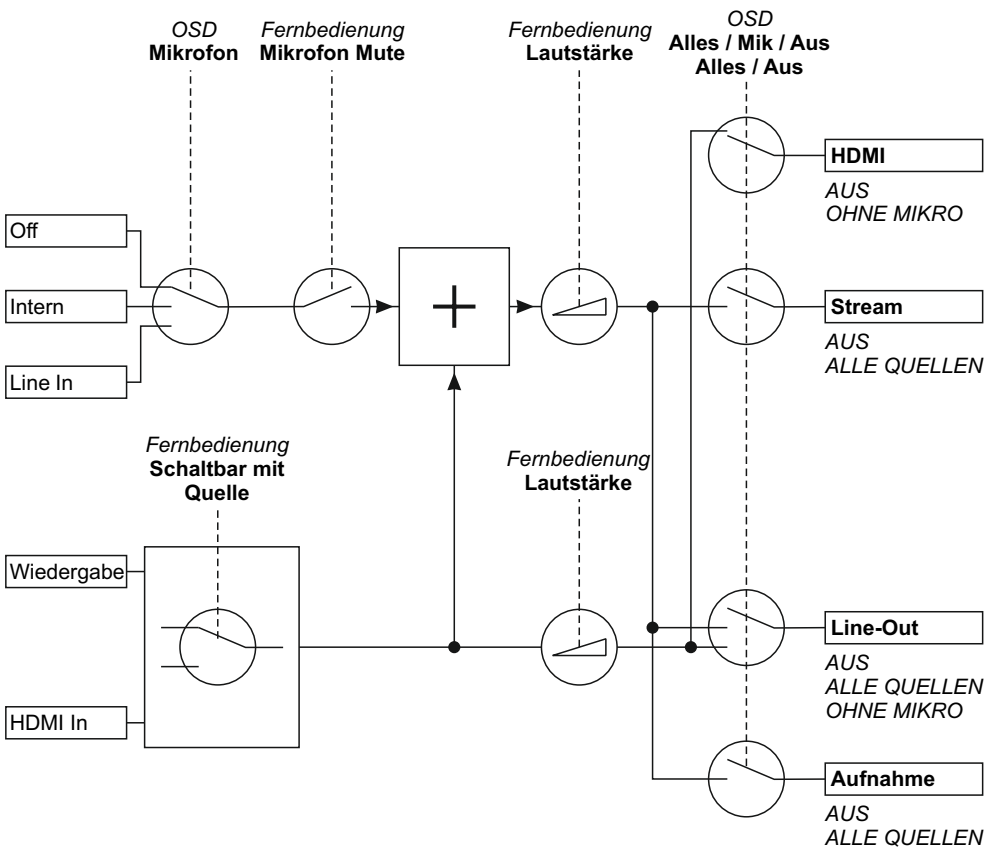 OSD
Mikrofon
Fernbedienung
Mikrofon Mute
Fernbedienung
Lautstärke
OSD
Alles / Mik / Aus
Alles / Aus
HDMI
AUS
OHNE MIKRO
Off
Intern
Line In
+
Stream
AUS
ALLE QUELLEN
Fernbedienung
Schaltbar mit
Quelle
Fernbedienung
Lautstärke
Wiedergabe
HDMI In
Line-Out
AUS
ALLE QUELLEN
OHNE MIKRO
Aufnahme
AUS
ALLE QUELLEN